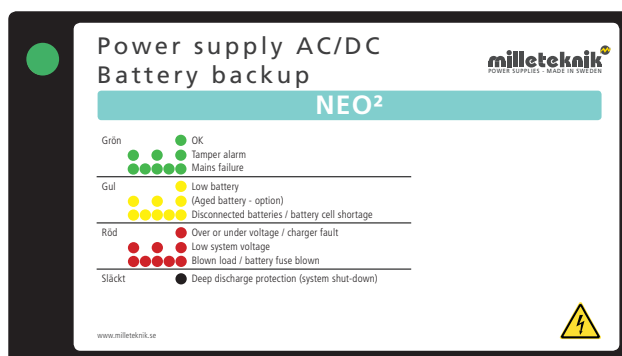 Power supply AC/DC
Battery backup
milleteknik
POWER SUPPLIES - MADE IN SWEDEN
NEO²
Grön OK
Tamper alarm
Mains failure
Gul Low battery
(Aged battery - option)
Disconnected batteries / battery cell shortage
Röd Over or under voltage / charger fault
Low system voltage
Blown load / battery fuse blown
Släckt Deep discharge protection (system shut-down)
www.milleteknik.se